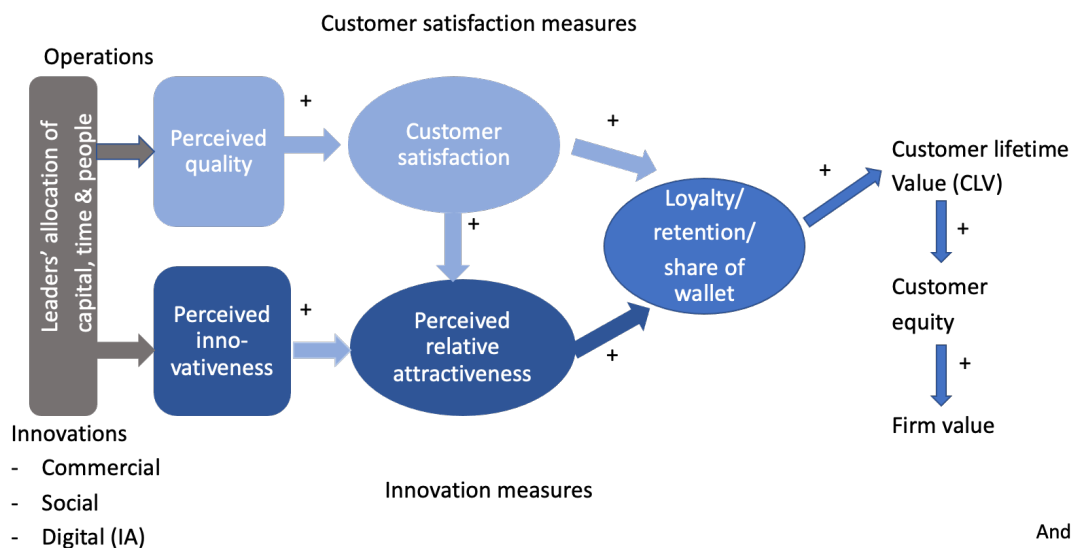 Customer satisfaction measures
Operations
Leaders' allocation of
capital, time & people
Perceived
quality
+
Customer
satisfaction
+
+
Perceived
inno-
vativeness
+
Perceived
relative
attractiveness
+
Loyalty/
retention/
share of
wallet
+
Customer lifetime
Value (CLV)
+
Customer
equity
+
Firm value
Innovations
- Commercial
- Social
- Digital (IA)
Innovation measures
And